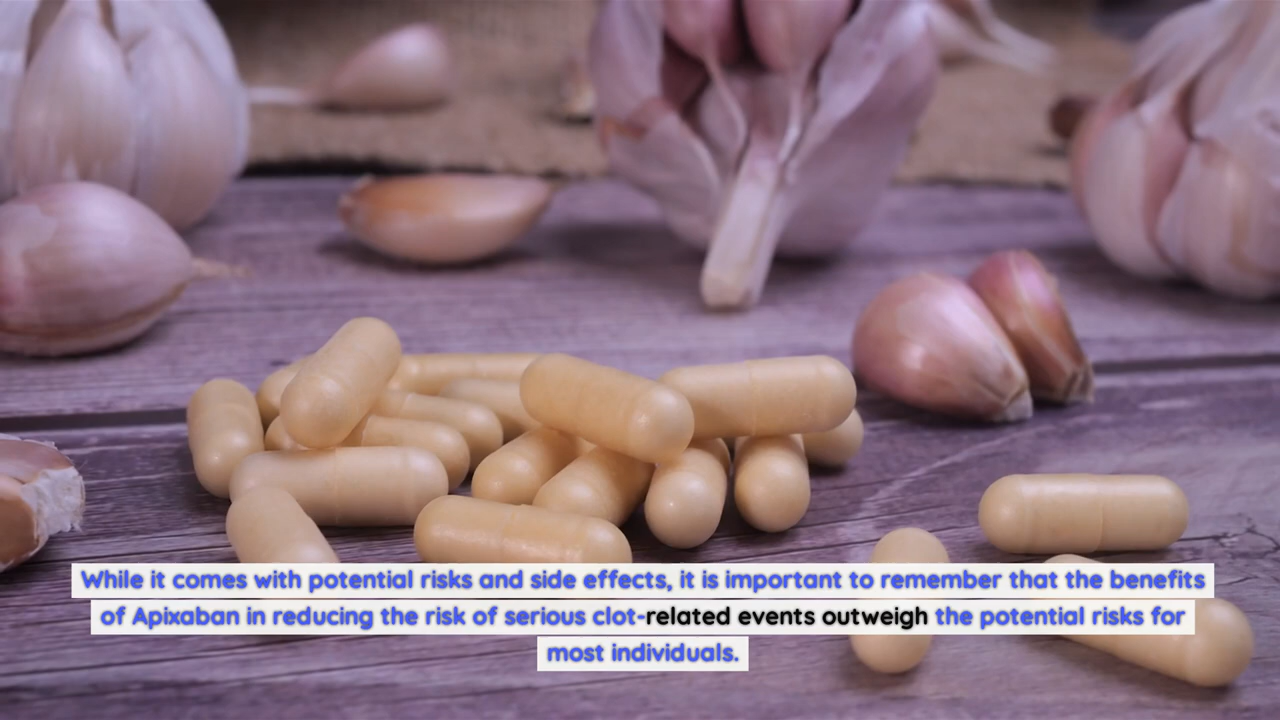 While it comes with potential risks and side effects, it is important to remember that the benefits
of Apixaban in reducing the risk of serious clot-related events outweigh the potential risks for
most individuals.